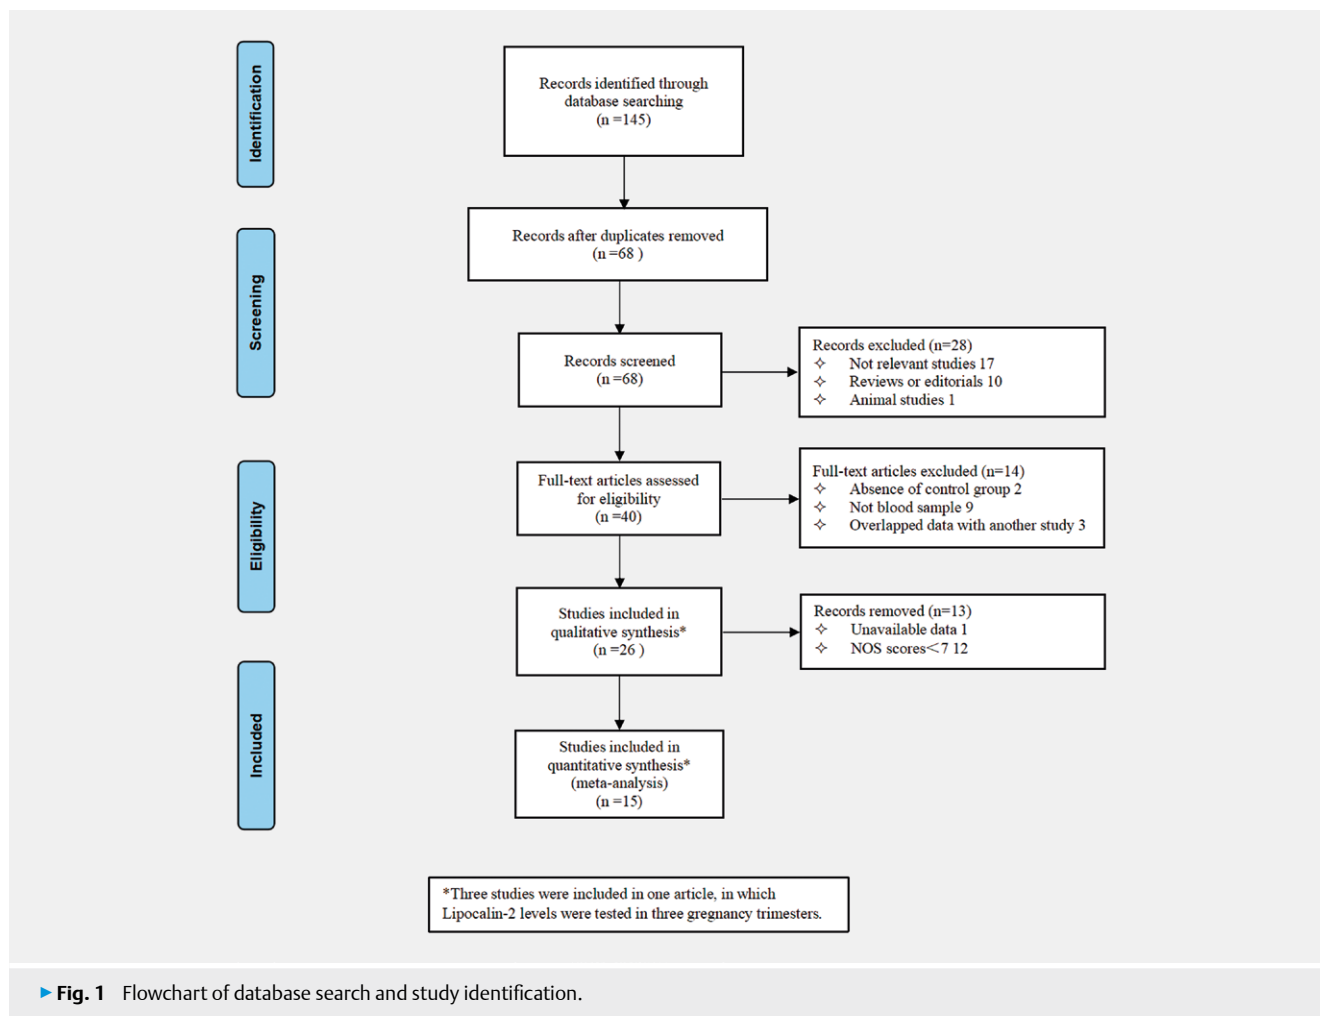 Identification
Records identified through
database searching
(n =145)
Screening
Records after duplicates removed
(n =68 )
Records screened
(n =68)
Records excluded (n=28)
✧ Not relevant studies 17
✧ Reviews or editorials 10
✧ Animal studies 1
Eligibility
Full-text articles assessed
for eligibility
(n =40)
Full-text articles excluded (n=14)
✧ Absence of control group 2
✧ Not blood sample 9
✧ Overlapped data with another study 3
Studies included in
qualitative synthesis*
(n =26 )
Records removed (n=13)
✧ Unavailable data 1
✧ NOS scores<7 12
Included
Studies included in
quantitative synthesis*
(meta-analysis)
(n =15)
*Three studies were included in one article, in which
Lipocalin-2 levels were tested in three gregnancy trimesters.
▶ Fig. 1 Flowchart of database search and study identification.